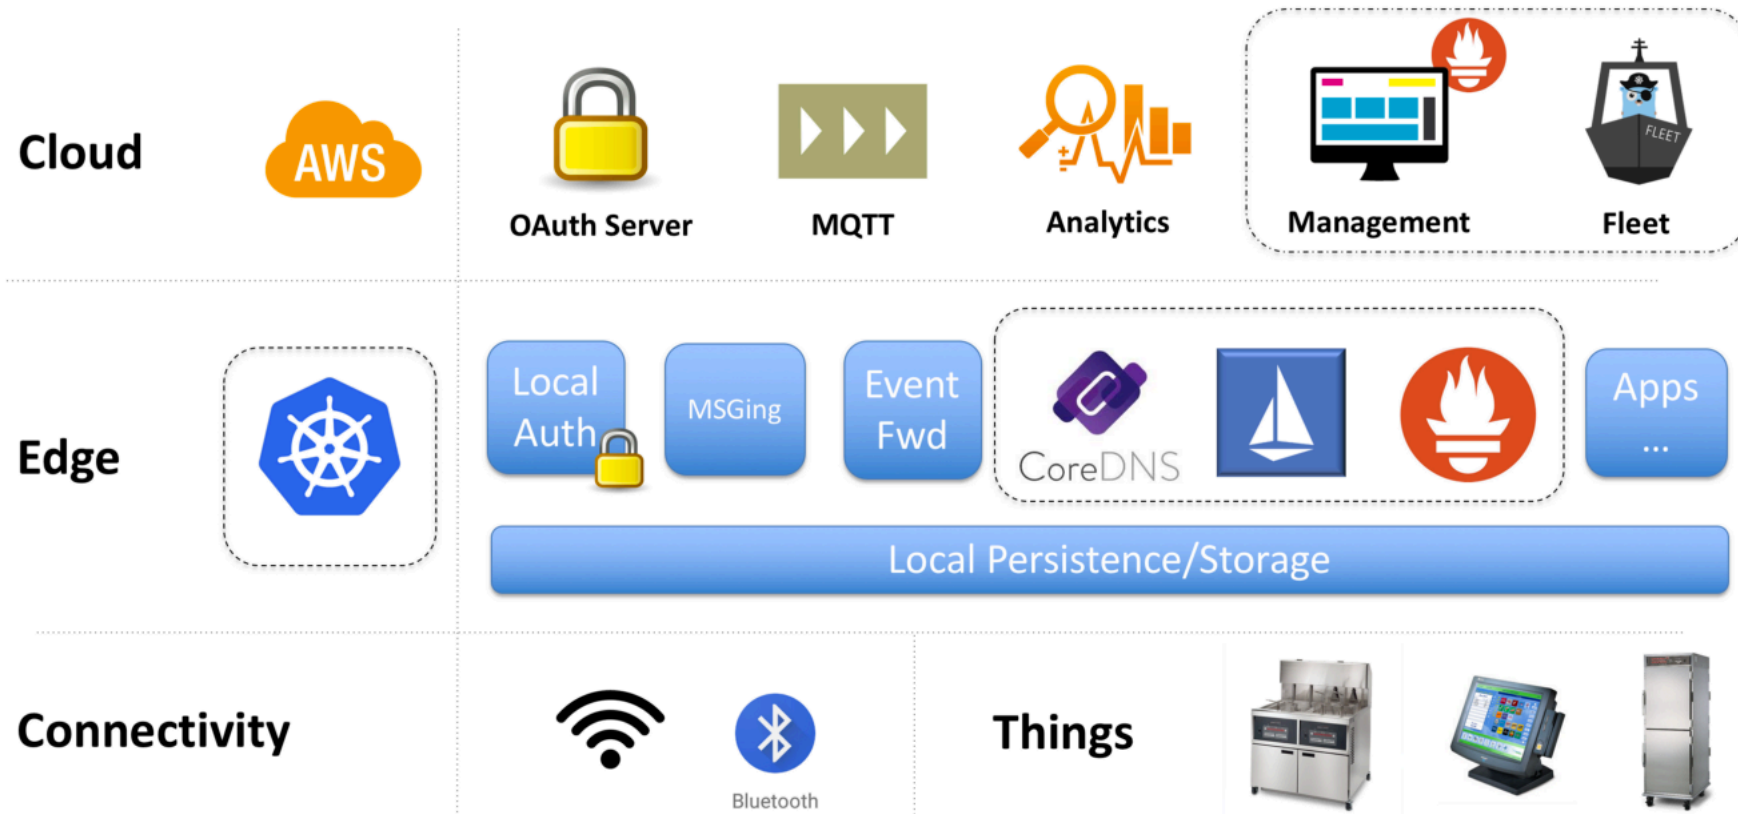 Cloud
AWS
OAuth Server
MQTT
Analytics
Management
FLEET
Fleet
Edge
Local
Auth
MSGing
Event
Fwd
CoreDNS
Apps
...
Local Persistence/Storage
Connectivity
Bluetooth
Things